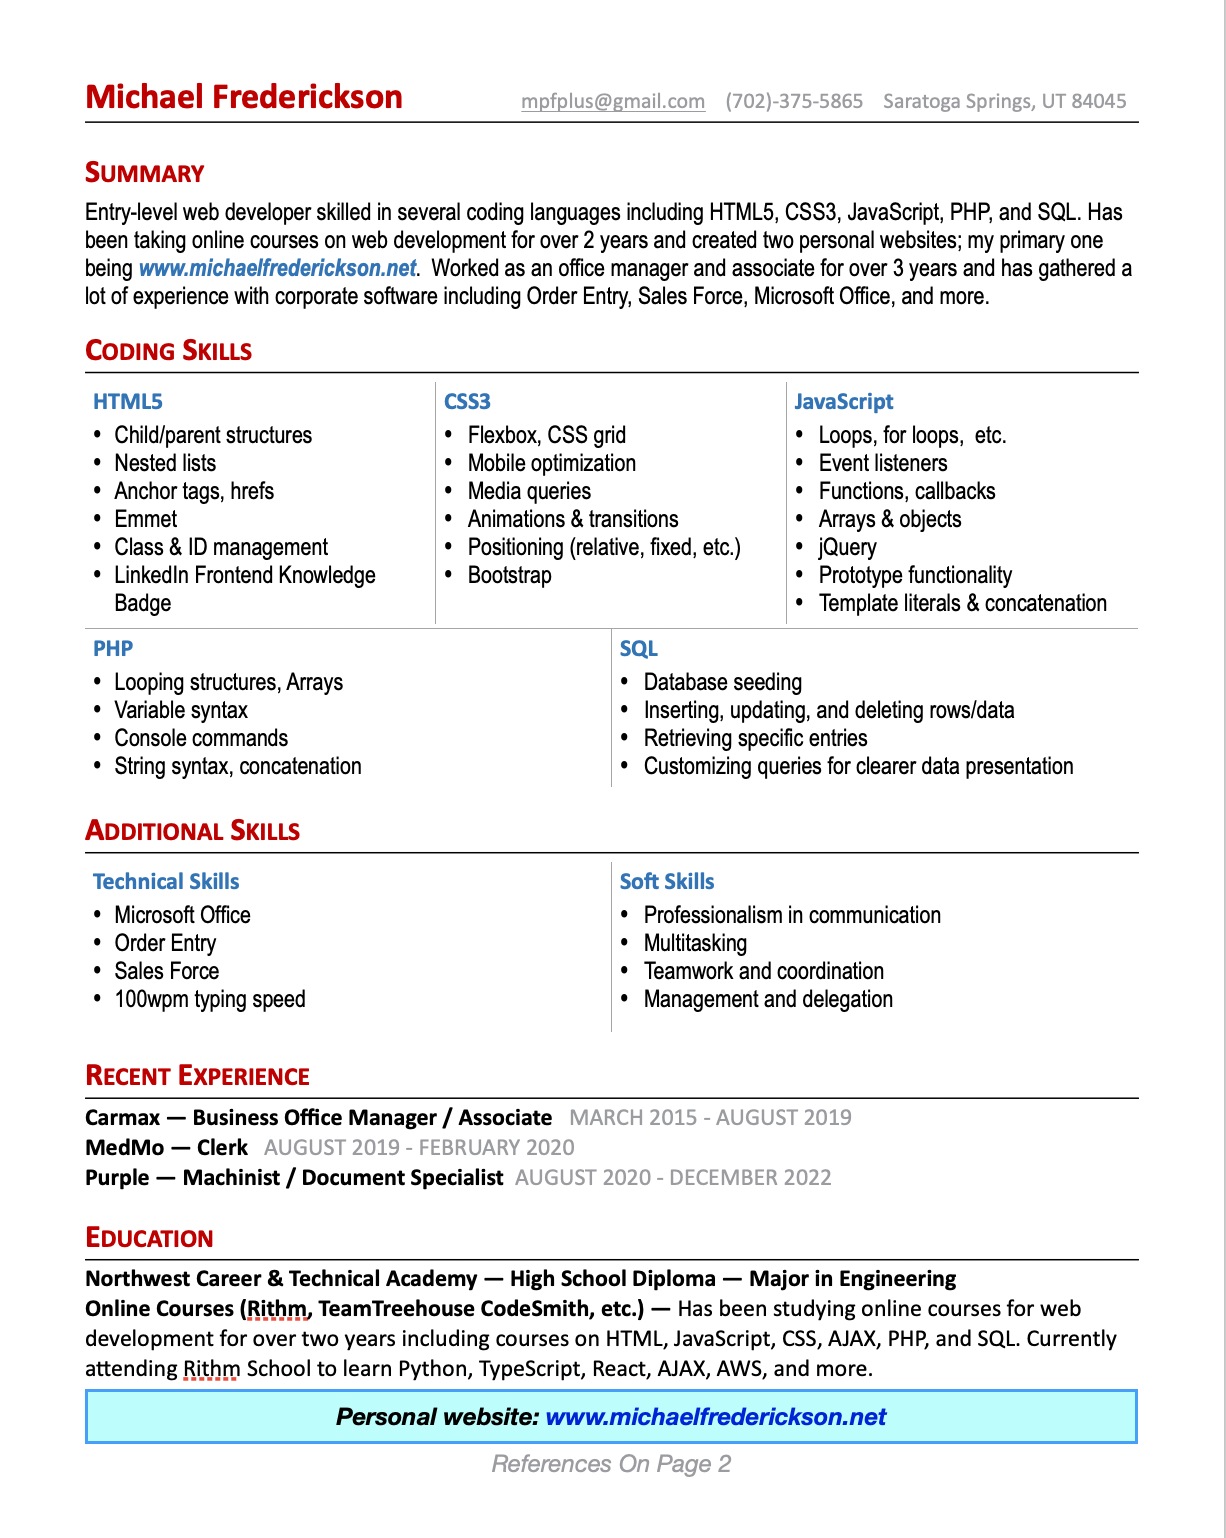 Michael Frederickson mpfplus@gmail.com (702)-375-5865 Saratoga Springs, UT 84045
SUMMARY
Entry-level web developer skilled in several coding languages including HTML5, CSS3, JavaScript, PHP, and SQL. Has
been taking online courses on web development for over 2 years and created two personal websites; my primary one
being www.michaelfrederickson.net. Worked as an office manager and associate for over 3 years and has gathered a
lot of experience with corporate software including Order Entry, Sales Force, Microsoft Office, and more.
CODING SKILLS
HTML5
• Child/parent structures
• Nested lists
• Anchor tags, hrefs
• Emmet
• Class & ID management
• LinkedIn Frontend Knowledge
Badge
CSS3
• Flexbox, CSS grid
• Mobile optimization
• Media queries
• Animations & transitions
• Positioning (relative, fixed, etc.)
• Bootstrap
JavaScript
• Loops, for loops, etc.
• Event listeners
• Functions, callbacks
• Arrays & objects
• jQuery
• Prototype functionality
• Template literals & concatenation
PHP
• Looping structures, Arrays
• Variable syntax
• Console commands
• String syntax, concatenation
SQL
• Database seeding
• Inserting, updating, and deleting rows/data
• Retrieving specific entries
• Customizing queries for clearer data presentation
ADDITIONAL SKILLS
Technical Skills
• Microsoft Office
• Order Entry
• Sales Force
• 100wpm typing speed
Soft Skills
• Professionalism in communication
• Multitasking
• Teamwork and coordination
• Management and delegation
RECENT EXPERIENCE
Carmax — Business Office Manager / Associate MARCH 2015 - AUGUST 2019
MedMo — Clerk AUGUST 2019 - FEBRUARY 2020
Purple — Machinist / Document Specialist AUGUST 2020 - DECEMBER 2022
EDUCATION
Northwest Career & Technical Academy — High School Diploma — Major in Engineering
Online Courses (Rithm, TeamTreehouse CodeSmith, etc.) — Has been studying online courses for web
development for over two years including courses on HTML, JavaScript, CSS, AJAX, PHP, and SQL. Currently
attending Rithm School to learn Python, TypeScript, React, AJAX, AWS, and more.
Personal website: www.michaelfrederickson.net
References On Page 2